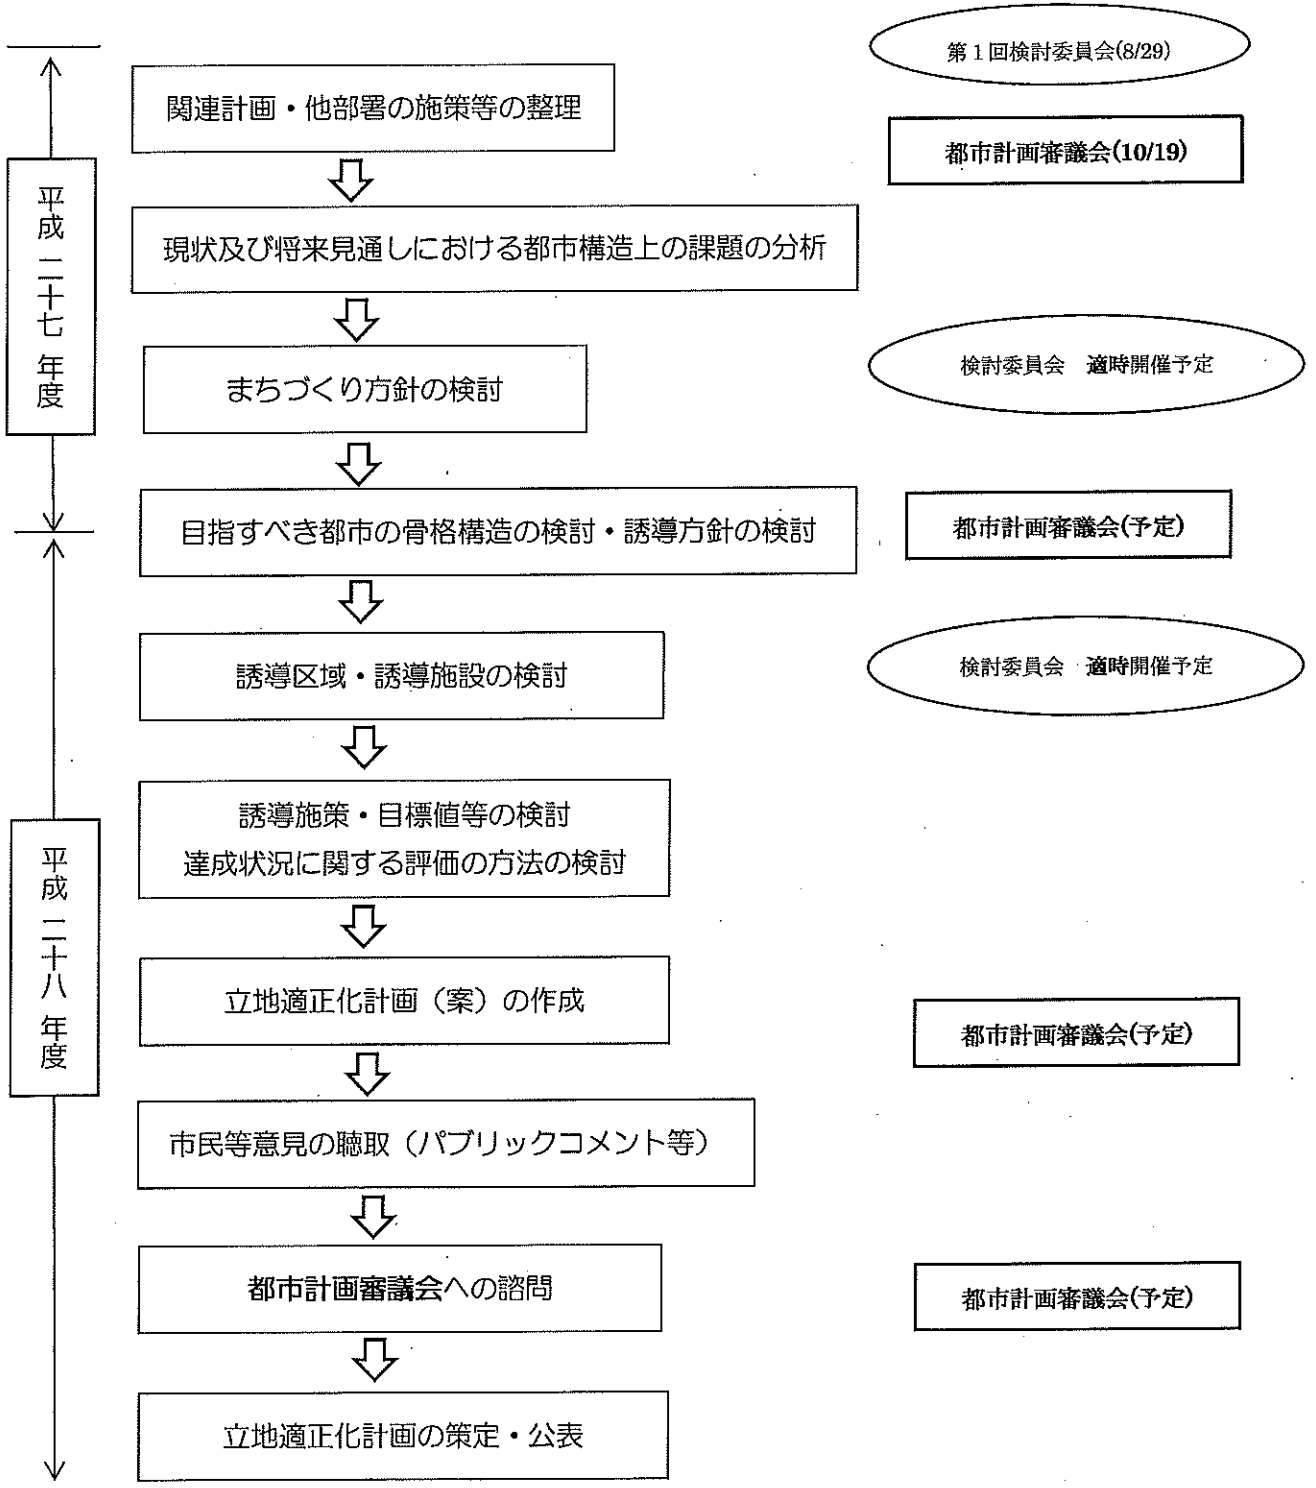 第１回検討委員会(8/29)
関連計画・他部署の施策等の整理
都市計画審議会(10/19)
平成二十七年度
現状及び将来見通しにおける都市構造上の課題の分析
まちづくり方針の検討
検討委員会　適時開催予定
目指すべき都市の骨格構造の検討・誘導方針の検討
都市計画審議会(予定)
誘導区域・誘導施設の検討
検討委員会　適時開催予定
平成二十八年度
誘導施策・目標値等の検討
達成状況に関する評価の方法の検討
立地適正化計画（案）の作成
都市計画審議会(予定)
市民等意見の聴取（パブリックコメント等）
都市計画審議会への諮問
都市計画審議会(予定)
立地適正化計画の策定・公表